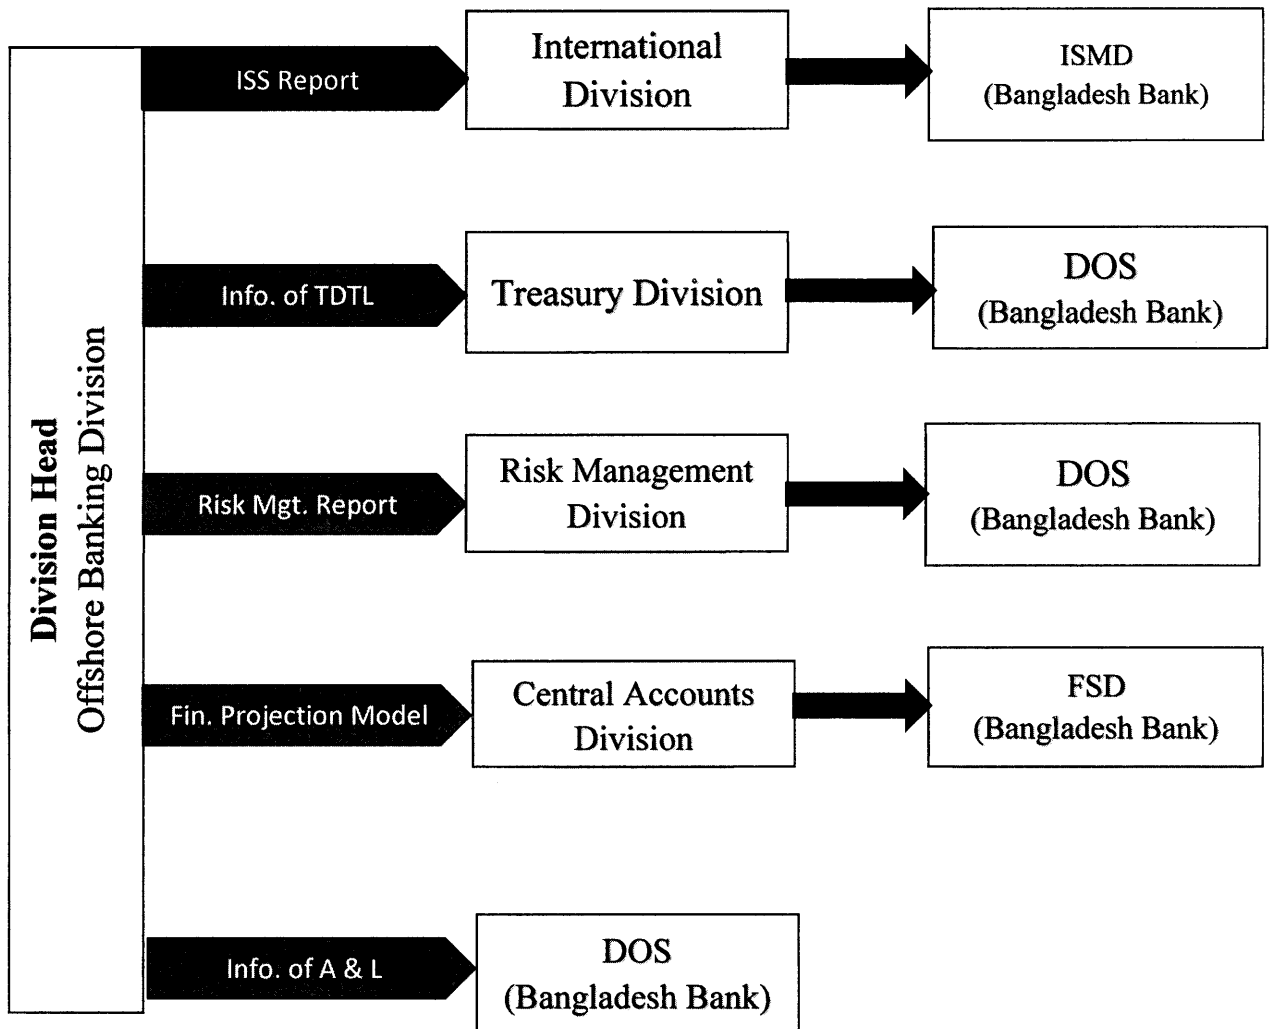 Division Head
Offshore Banking Division
ISS Report
International
Division
ISMD
(Bangladesh Bank)
Info. of TDTL
Treasury Division
DOS
(Bangladesh Bank)
Risk Mgt. Report
Risk Management
Division
DOS
(Bangladesh Bank)
Fin. Projection Model
Central Accounts
Division
FSD
(Bangladesh Bank)
Info. of A & L
DOS
(Bangladesh Bank)